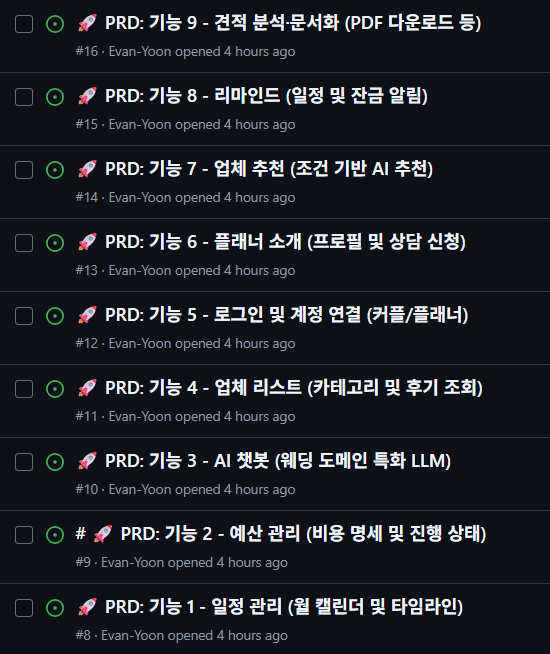 🚀 PRD: 기능 9 - 견적 분석·문서화 (PDF 다운로드 등)
#16 · Evan-Yoon opened 4 hours ago
🚀 PRD: 기능 8 - 리마인드 (일정 및 잔금 알림)
#15 · Evan-Yoon opened 4 hours ago
🚀 PRD: 기능 7 - 업체 추천 (조건 기반 AI 추천)
#14 · Evan-Yoon opened 4 hours ago
🚀 PRD: 기능 6 - 플래너 소개 (프로필 및 상담 신청)
#13 · Evan-Yoon opened 4 hours ago
🚀 PRD: 기능 5 - 로그인 및 계정 연결 (커플/플래너)
#12 · Evan-Yoon opened 4 hours ago
🚀 PRD: 기능 4 - 업체 리스트 (카테고리 및 후기 조회)
#11 · Evan-Yoon opened 4 hours ago
🚀 PRD: 기능 3 - AI 챗봇 (웨딩 도메인 특화 LLM)
#10 · Evan-Yoon opened 4 hours ago
# 🚀 PRD: 기능 2 - 예산 관리 (비용 명세 및 진행 상태)
#9 · Evan-Yoon opened 4 hours ago
🚀 PRD: 기능 1 - 일정 관리 (월 캘린더 및 타임라인)
#8 · Evan-Yoon opened 4 hours ago